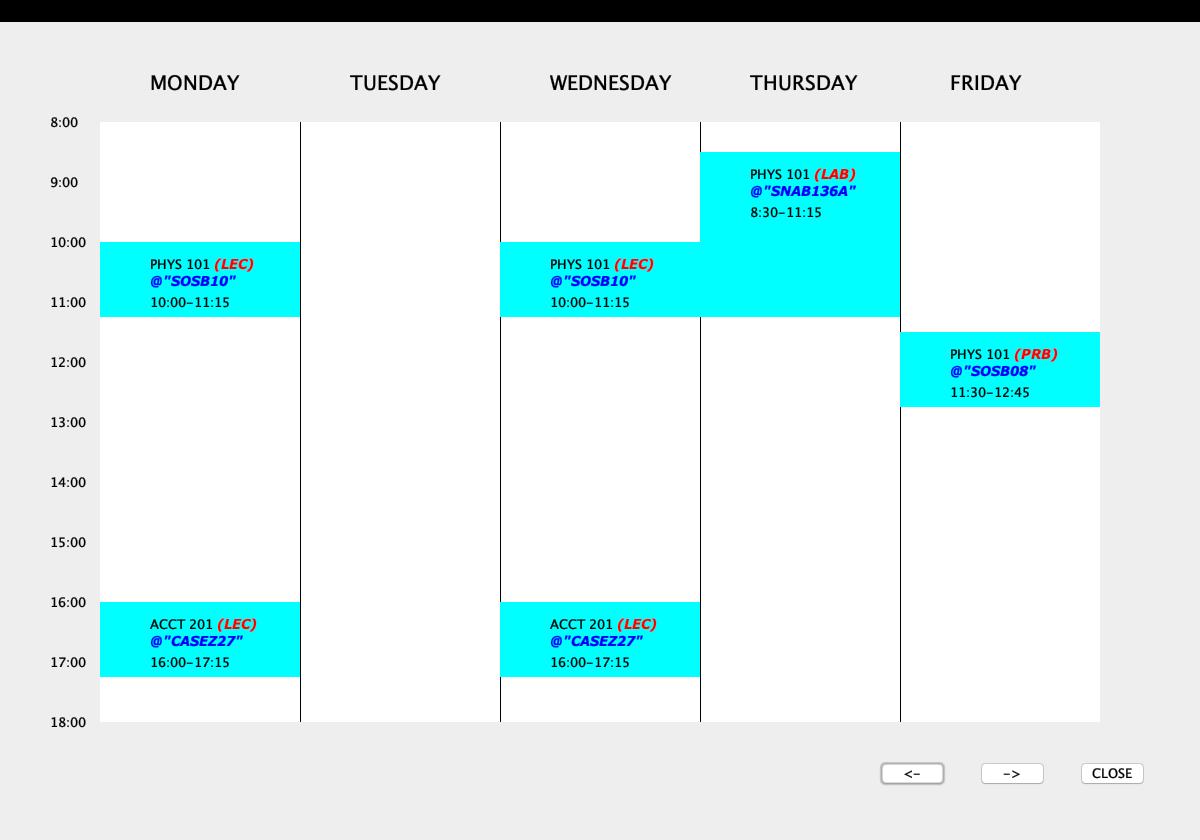 MONDAY TUESDAY WEDNESDAY THURSDAY FRIDAY
8:00
PHYS 101 (LAB)
9:00
@"SNAB136A"
8:30-11:15
10:00
PHYS 101 (LEC) PHYS 101 (LEC)
@"SOSB10" @"SOSB10"
11:00 10:00-11:15 10:00-11:15
PHYS 101 (PRB)
12:00
@"SOSB08"
11:30-12:45
13:00
14:00
15:00
16:00
ACCT 201 (LEC) ACCT 201 (LEC)
@"CASEZ27" @"CASEZ27"
17:00 16:00-17:15 16:00-17:15
18:00
<- -> CLOSE